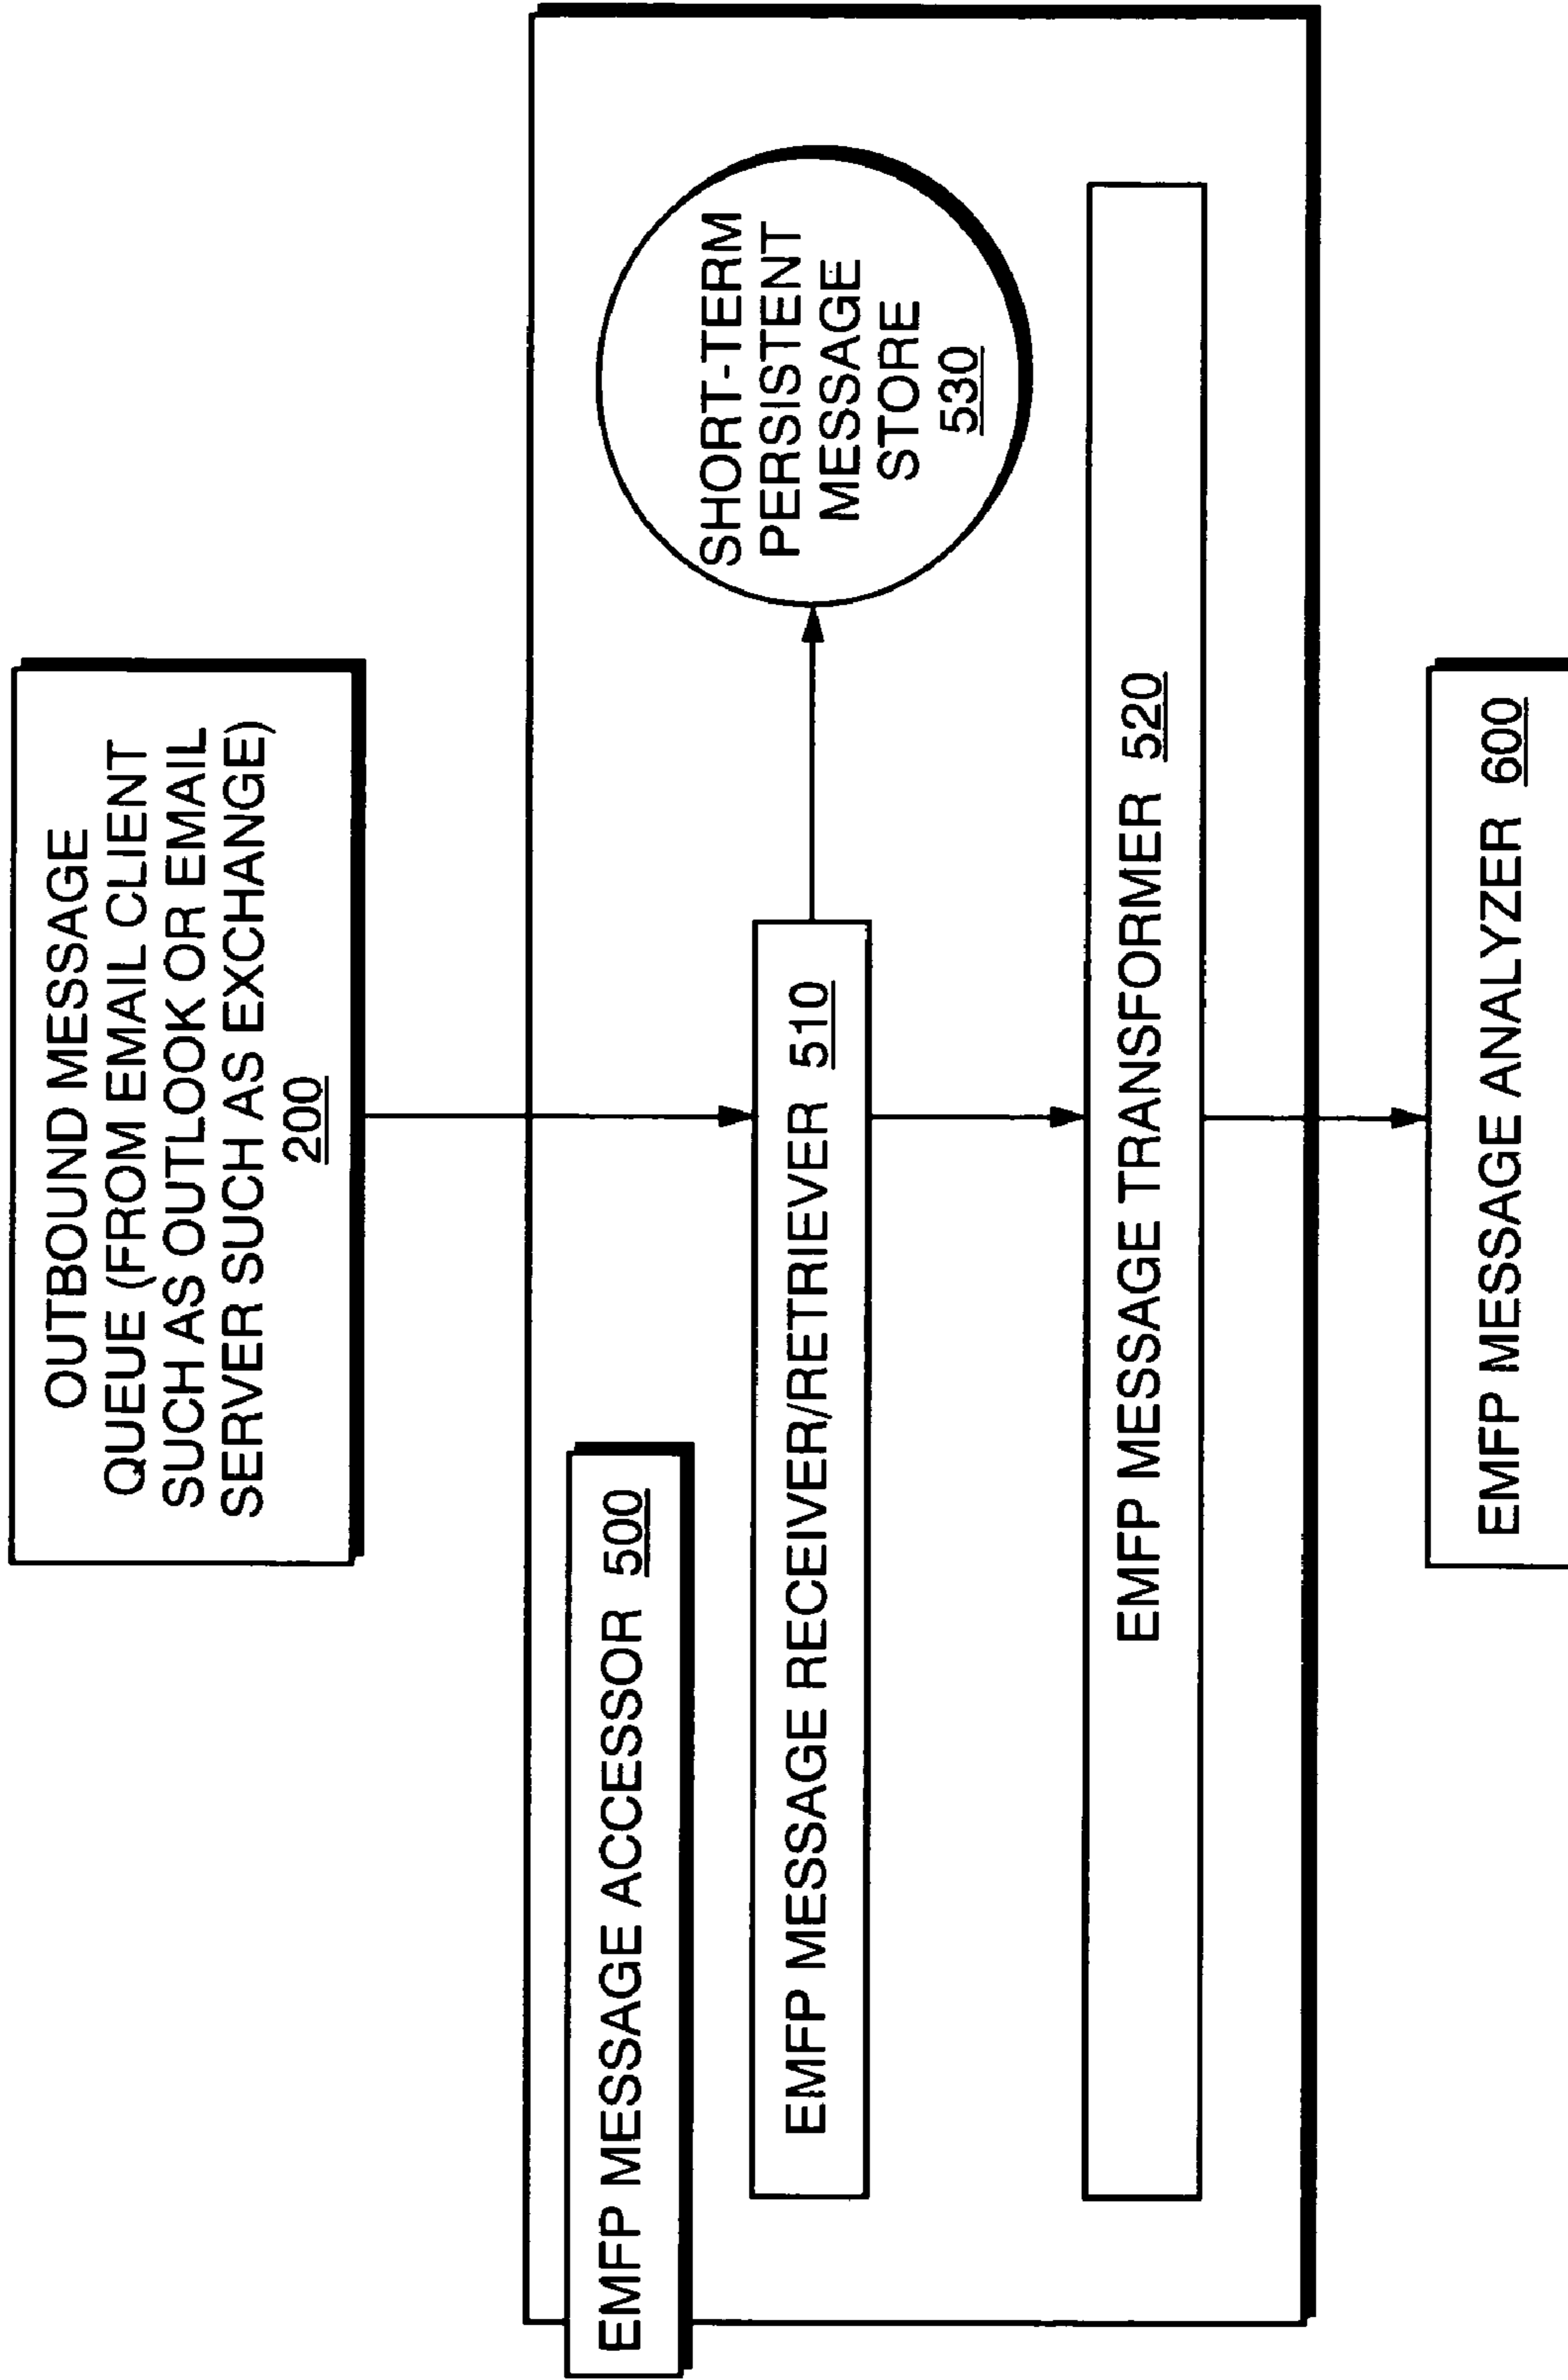 OUTBOUND MESSAGE
QUEUE (FROM EMAIL CLIENT
SUCH AS OUTLOOK OR EMAIL
SERVER SUCH AS EXCHANGE)
200
EMFP MESSAGE ACCESSOR 500
EMFP MESSAGE RECEIVER/RETRIEVER 510
SHORT-TERM
PERSISTENT
MESSAGE
STORE
530
EMFP MESSAGE TRANSFORMER 520
EMFP MESSAGE ANALYZER 600